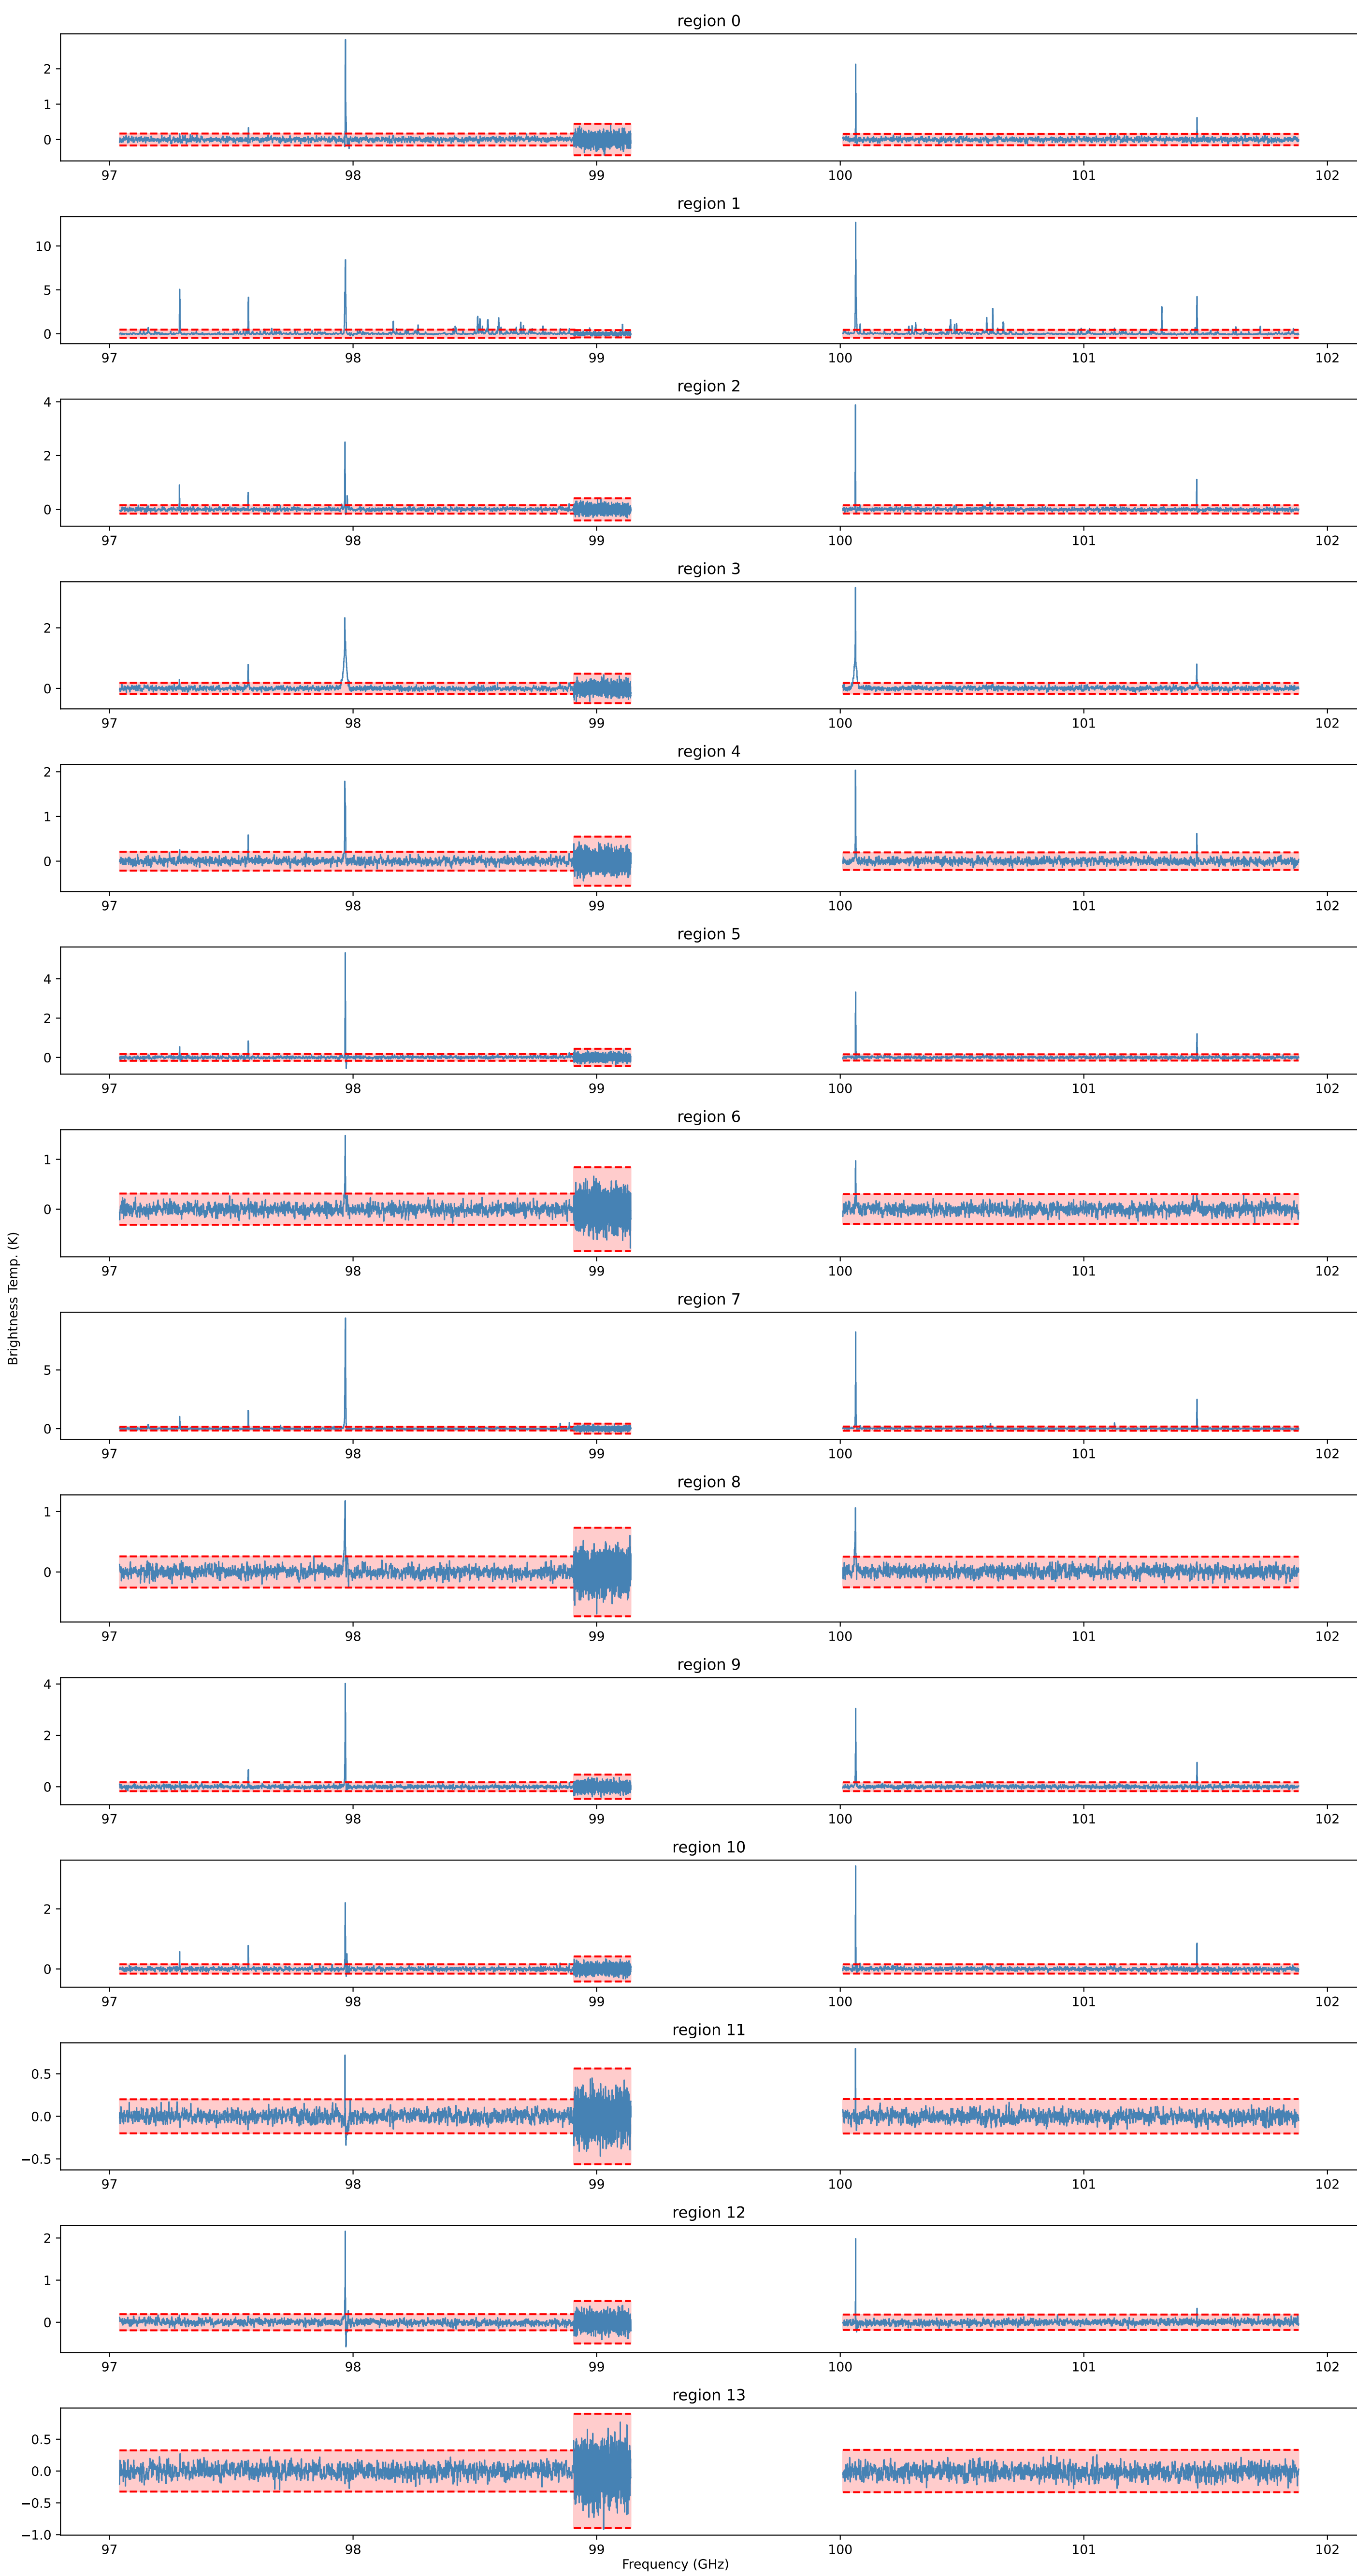 region 0
2
1
0
97 98 99 100 101 102
region 1
10
5
0
97 98 99 100 101 102
region 2
4
2
0
97 98 99 100 101 102
region 3
2
0
97 98 99 100 101 102
region 4
2
1
0
97 98 99 100 101 102
region 5
4
2
0
97 98 99 100 101 102
region 6
1
0
97 98 99 100 101 102
Brightness Temp. (K)
region 7
5
0
97 98 99 100 101 102
region 8
1
0
97 98 99 100 101 102
region 9
4
2
0
97 98 99 100 101 102
region 10
2
0
97 98 99 100 101 102
region 11
0.5
0.0
−0.5
97 98 99 100 101 102
region 12
2
1
0
97 98 99 100 101 102
region 13
0.5
0.0
−0.5
−1.0
97 98 99 100 101 102
Frequency (GHz)